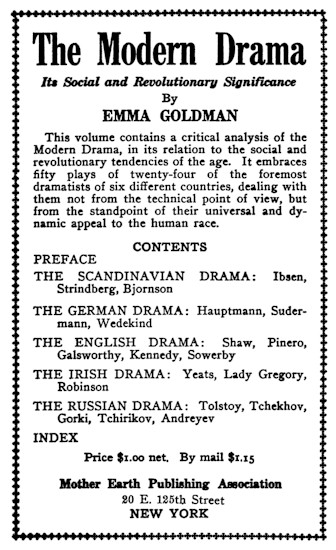 The Modern Drama
Its Social and Revolutionary Significance
By
EMMA GOLDMAN
This volume contains a critical analysis of the
Modern Drama, in its relation to the social and
revolutionary tendencies of the age. It embraces
fifty plays of twenty-four of the foremost
dramatists of six different countries, dealing with
them not from the technical point of view, but
from the standpoint of their universal and dy-
namic appeal to the human race.
CONTENTS
PREFACE
THE SCANDINAVIAN DRAMA: Ibsen,
Strindberg, Bjornson
THE GERMAN DRAMA: Hauptmann, Suder-
mann, Wedekind
THE ENGLISH DRAMA: Shaw, Pinero,
Galsworthy, Kennedy, Sowerby
THE IRISH DRAMA: Yeats, Lady Gregory,
Robinson
THE RUSSIAN DRAMA: Tolstoy, Tchekhov,
Gorki, Tchirikov, Andreyev
INDEX
Price $1.00 net. By mail $1.15
Mother Earth Publishing Association
20 E. 125th Street
NEW YORK